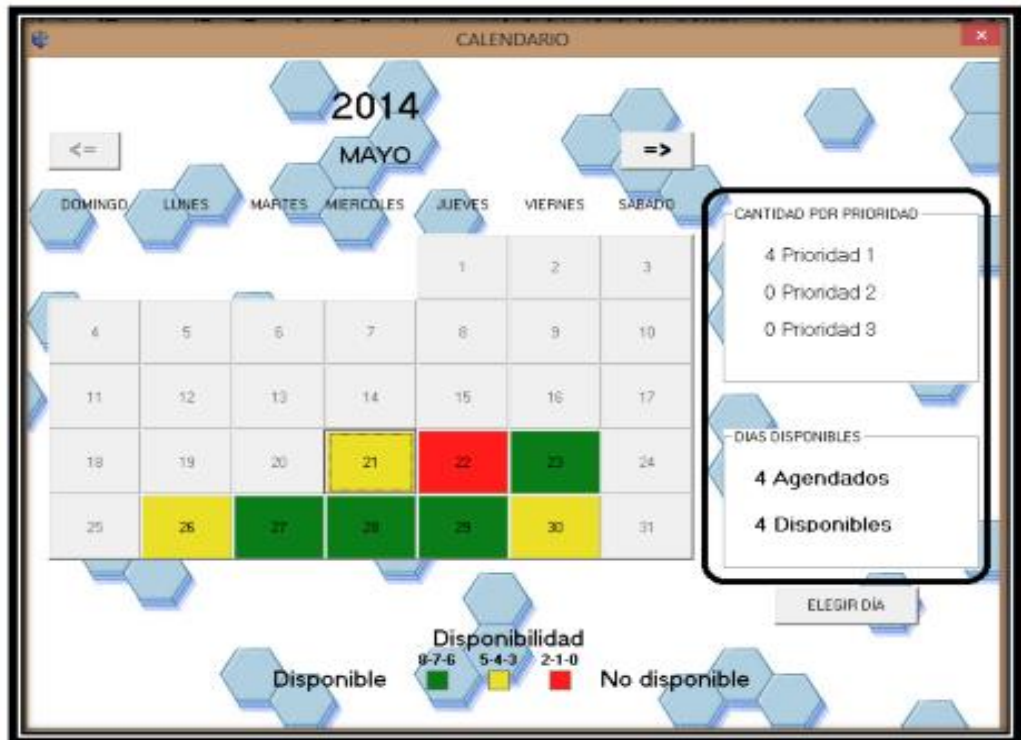 CALENDARIO
2014
<= MAYO =>
DOMINGO LUNES MARTES MIERCOLES JUEVES VIERNES SABADO
1 2 3
4 5 6 7 8 9 10
11 12 13 14 15 16 17
18 19 20 21 22 23 24
25 26 27 28 29 30 31
CANTIDAD POR PRIORIDAD
4 Prioridad 1
0 Prioridad 2
0 Prioridad 3
DIAS DISPONIBLES
4 Agendados
4 Disponibles
ELEGIR DÍA
Disponibilidad
8-7-6 5-4-3 2-1-0
Disponible No disponible